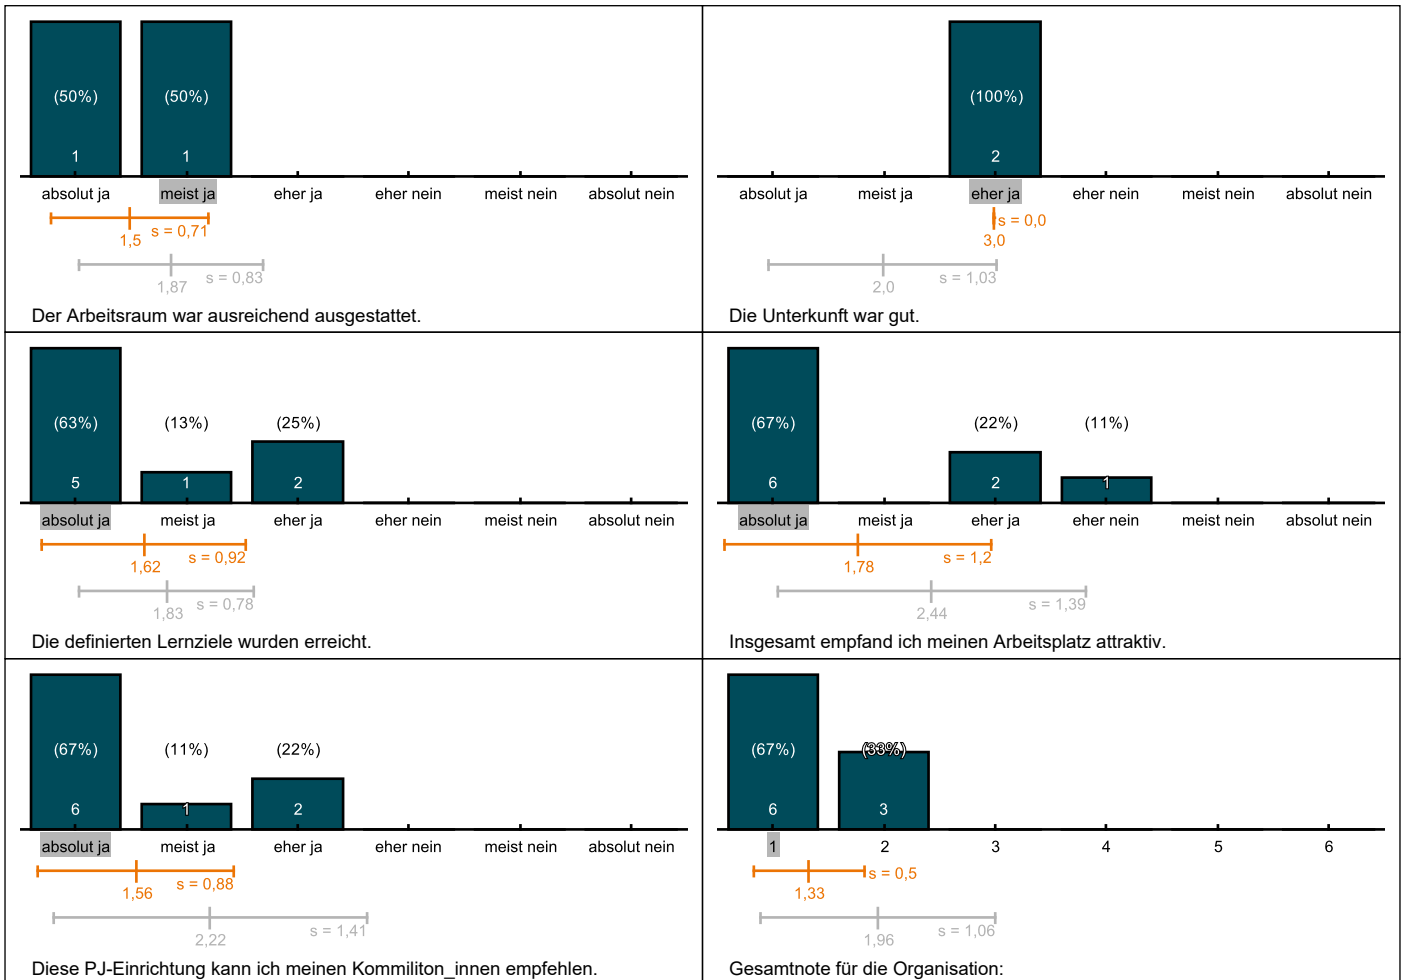 (50%) (50%)
1 1
absolut ja meist ja eher ja eher nein meist nein absolut nein
s = 0,71
1,5
s = 0,83
1,87
Der Arbeitsraum war ausreichend ausgestattet.
(100%)
2
absolut ja meist ja eher ja eher nein meist nein absolut nein
s = 0,0
3,0
s = 1,03
2,0
Die Unterkunft war gut.
(63%) (13%) (25%)
5 1 2
absolut ja meist ja eher ja eher nein meist nein absolut nein
s = 0,92
1,62
s = 0,78
1,83
Die definierten Lernziele wurden erreicht.
(67%) (22%) (11%)
6 2 1
absolut ja meist ja eher ja eher nein meist nein absolut nein
s = 1,2
1,78
s = 1,39
2,44
Insgesamt empfand ich meinen Arbeitsplatz attraktiv.
(67%) (11%) (22%)
6 1 2
absolut ja meist ja eher ja eher nein meist nein absolut nein
s = 0,88
1,56
s = 1,41
2,22
Diese PJ-Einrichtung kann ich meinen Kommiliton_innen empfehlen.
(67%) (33%)
6 3
1 2 3 4 5 6
s = 0,5
1,33
s = 1,06
1,96
Gesamtnote für die Organisation: